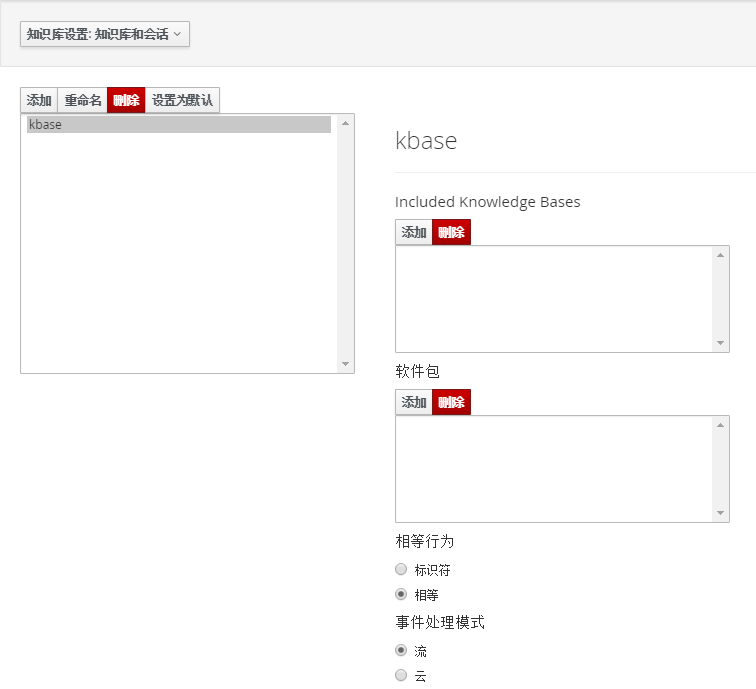 知识库设置: 知识库和会话
添加 重命名 删除 设置为默认
kbase
kbase
Included Knowledge Bases
添加 删除
软件包
添加 删除
相等行为
标识符
相等
事件处理模式
流
云